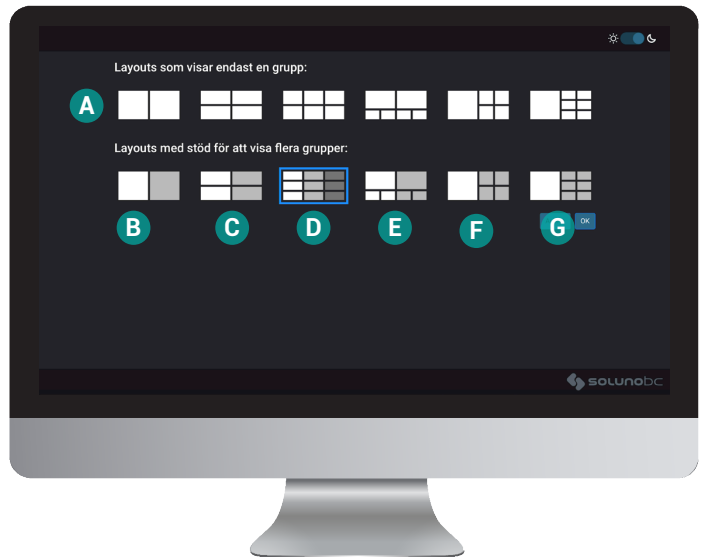 Layouts som visar endast en grupp:
A
Layouts med stöd för att visa flera grupper:
B C D E F G
OK
solunobc